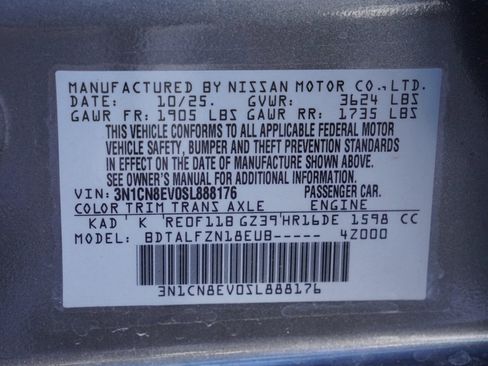 MANUFACTURED BY NISSAN MOTOR CO., LTD.
DATE: 10/25. GVWR: 3624 LBS
GAWR FR: 1905 LBS GAWR RR: 1735 LBS
THIS VEHICLE CONFORMS TO ALL APPLICABLE FEDERAL MOTOR
VEHICLE SAFETY, BUMPER AND THEFT PREVENTION STANDARDS
IN EFFECT ON THE DATE OF MANUFACTURE SHOWN ABOVE.
SEE OWNER'S MANUAL FOR ADDITIONAL INFORMATION.
VIN: 3N1CN8EV0SL888176 PASSENGER CAR.
COLOR TRIM TRANS AXLE ENGINE
KAD K RE0F11B GZ39 HR16DE 1598 CC
MODEL: BDTALFZN18EUB----- 4Z000
3N1CN8EV0SL888176